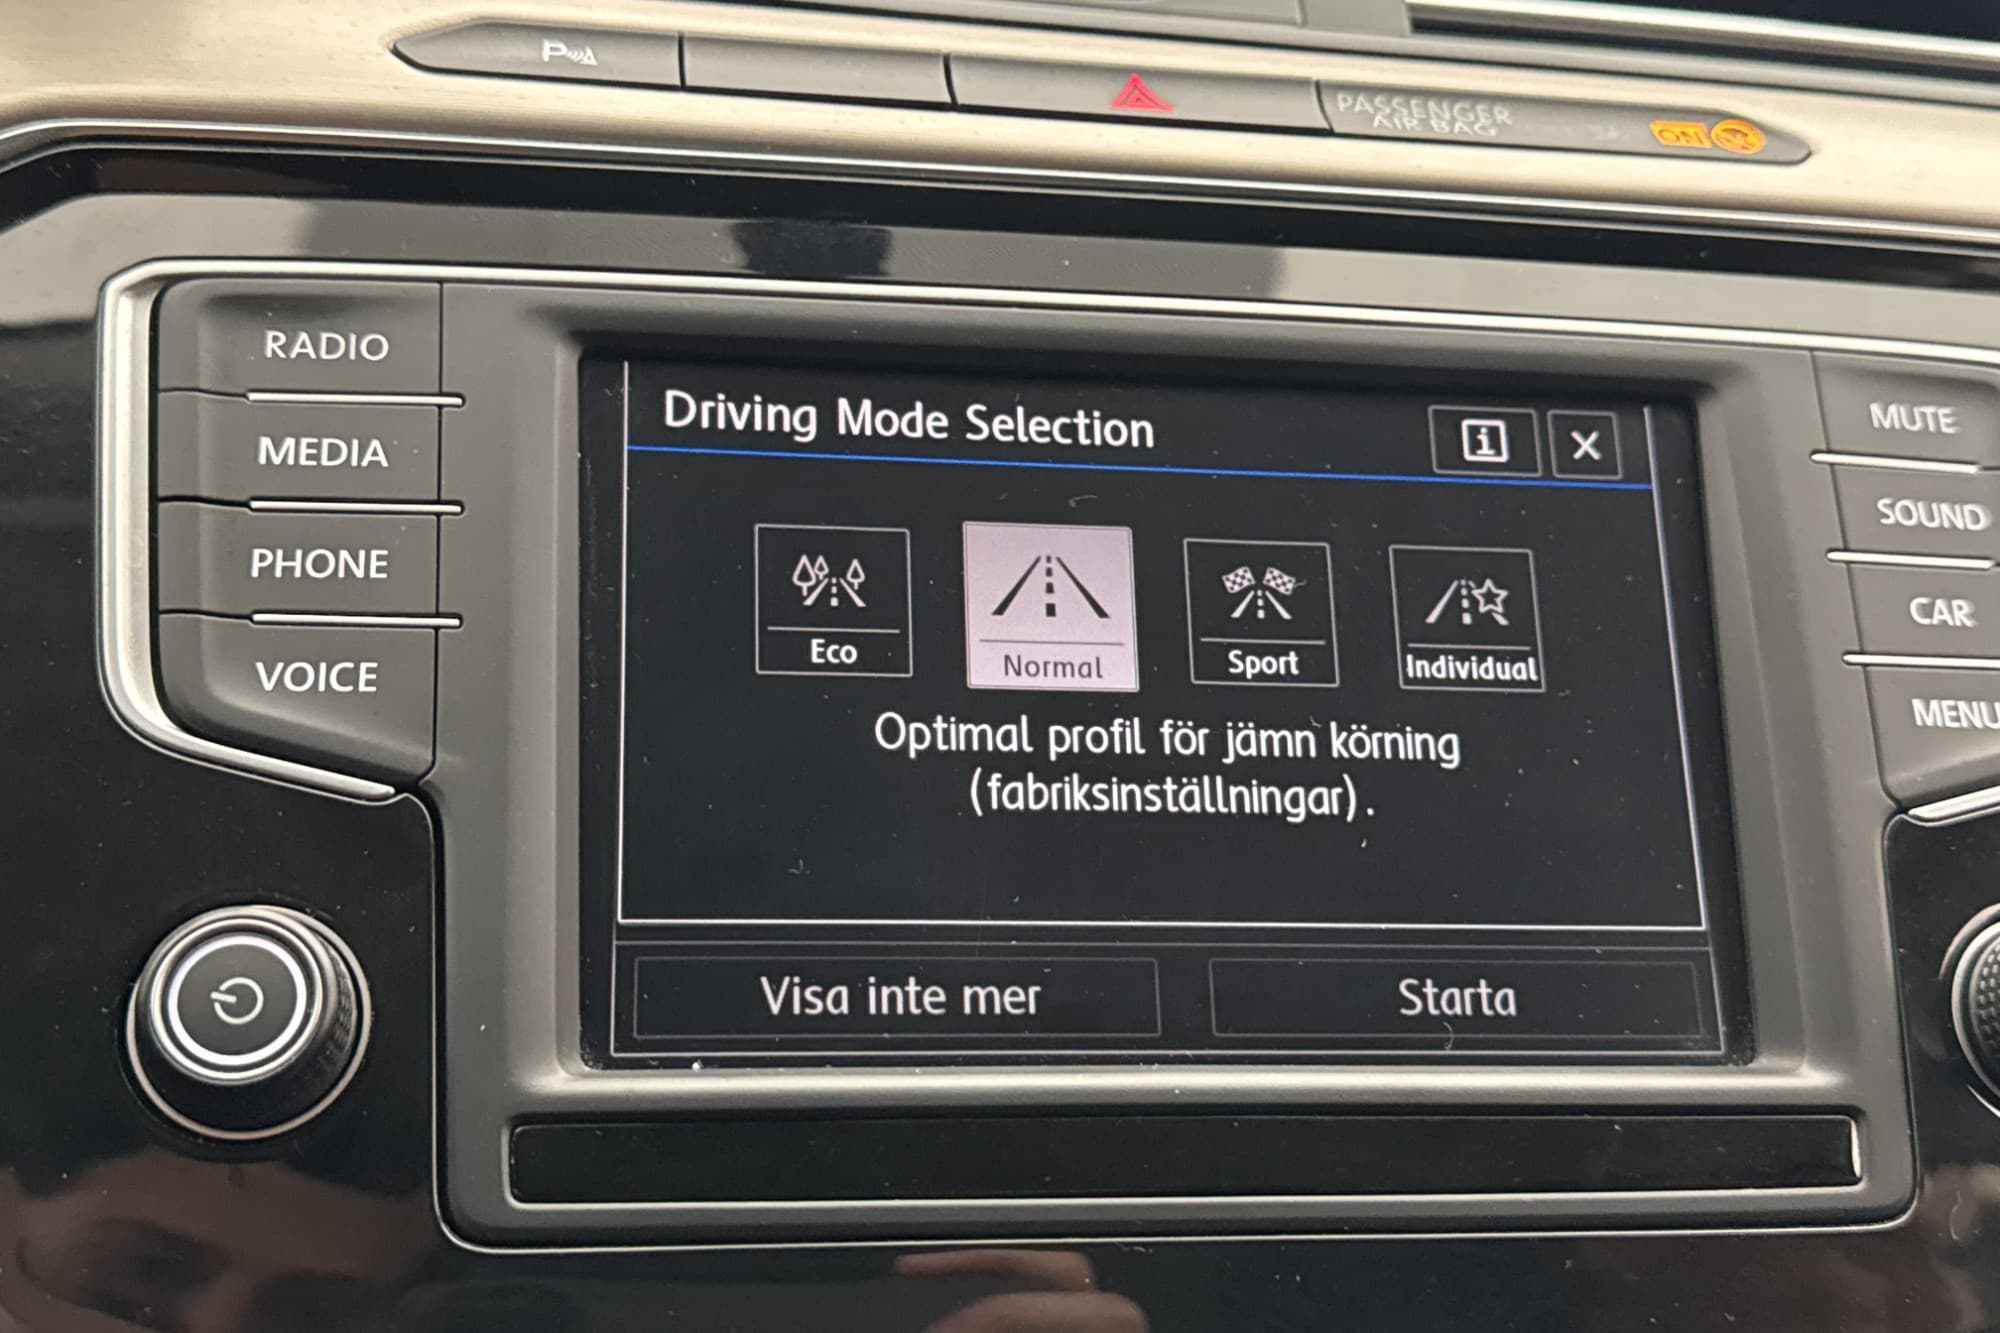 P
PASSENGER
AIR BAG
ON
RADIO
MEDIA
PHONE
VOICE
Driving Mode Selection
i
X
Eco
Normal
Sport
Individual
Optimal profil för jämn körning
(fabriksinställningar).
Visa inte mer
Starta
MUTE
SOUND
CAR
MENU